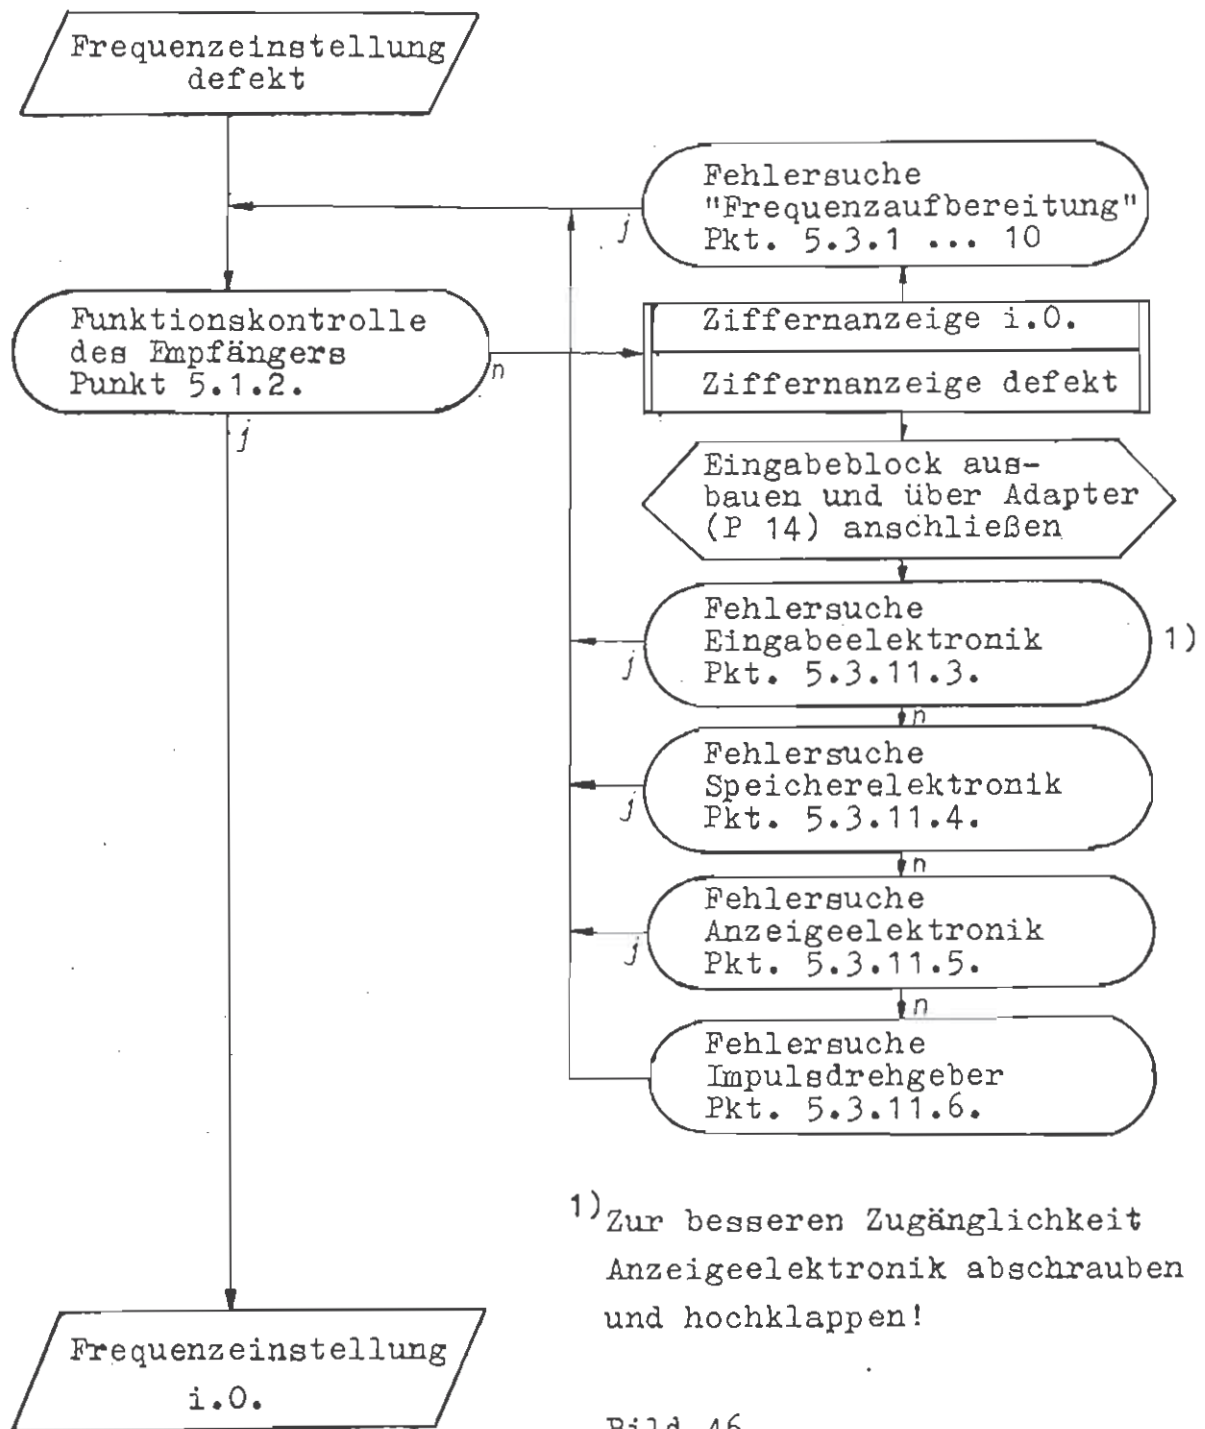 Frequenzeinstellung
defekt
Fehlersuche
"Frequenzaufbereitung"
Pkt. 5.3.1 ... 10
j
Funktionskontrolle
des Empfängers
Punkt 5.1.2.
n
j
Ziffernanzeige i.O.
Ziffernanzeige defekt
Eingabeblock aus-
bauen und über Adapter
(P 14) anschließen
Fehlersuche
Eingabeelektronik
Pkt. 5.3.11.3.
1)
j
n
Fehlersuche
Speicherelektronik
Pkt. 5.3.11.4.
j
n
Fehlersuche
Anzeigeelektronik
Pkt. 5.3.11.5.
j
n
Fehlersuche
Impulsdrehgeber
Pkt. 5.3.11.6.
1) Zur besseren Zugänglichkeit
Anzeigeelektronik abschrauben
und hochklappen!
Frequenzeinstellung
i.O.
Bild 46